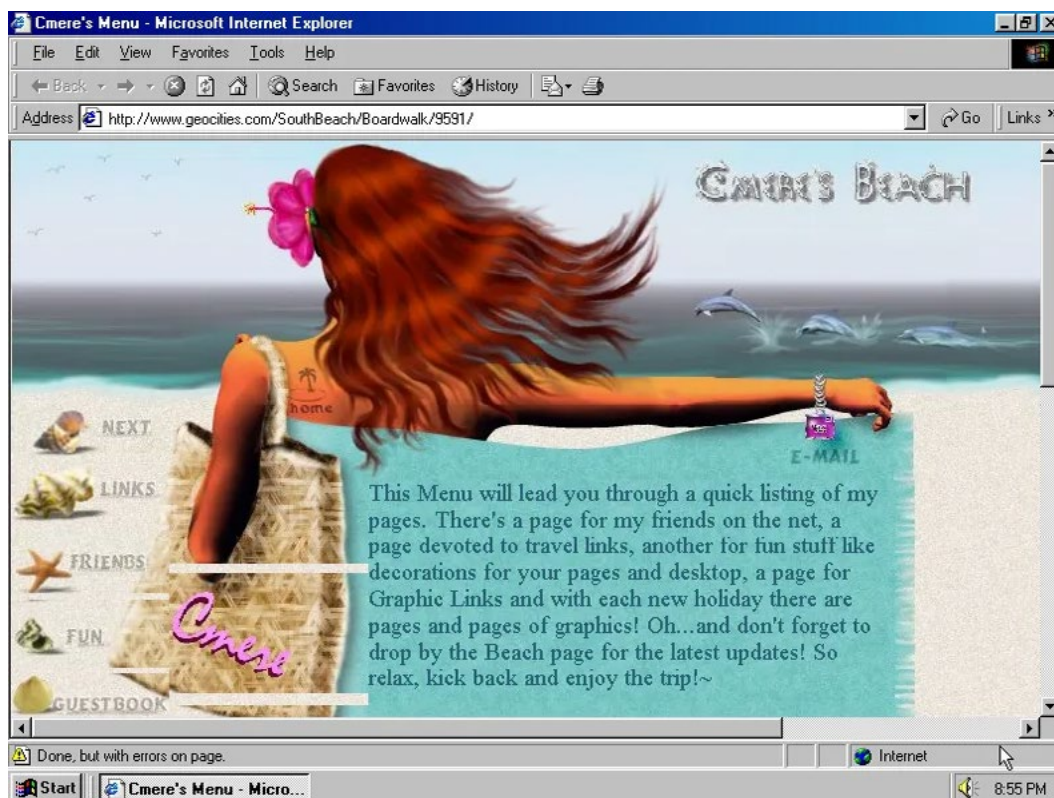 Cmere's Menu - Microsoft Internet Explorer
File Edit View Favorites Tools Help
Back Search Favorites History
Address http://www.geocities.com/SouthBeach/Boardwalk/9591/ Go Links »
CMERE'S BEACH
home
NEXT
E-MAIL
LINKS
FRIENDS
FUN
GUESTBOOK
Cmere
This Menu will lead you through a quick listing of my
pages. There's a page for my friends on the net, a
page devoted to travel links, another for fun stuff like
decorations for your pages and desktop, a page for
Graphic Links and with each new holiday there are
pages and pages of graphics! Oh...and don't forget to
drop by the Beach page for the latest updates! So
relax, kick back and enjoy the trip!~
Done, but with errors on page. Internet
Start Cmere's Menu - Micro... 8:55 PM